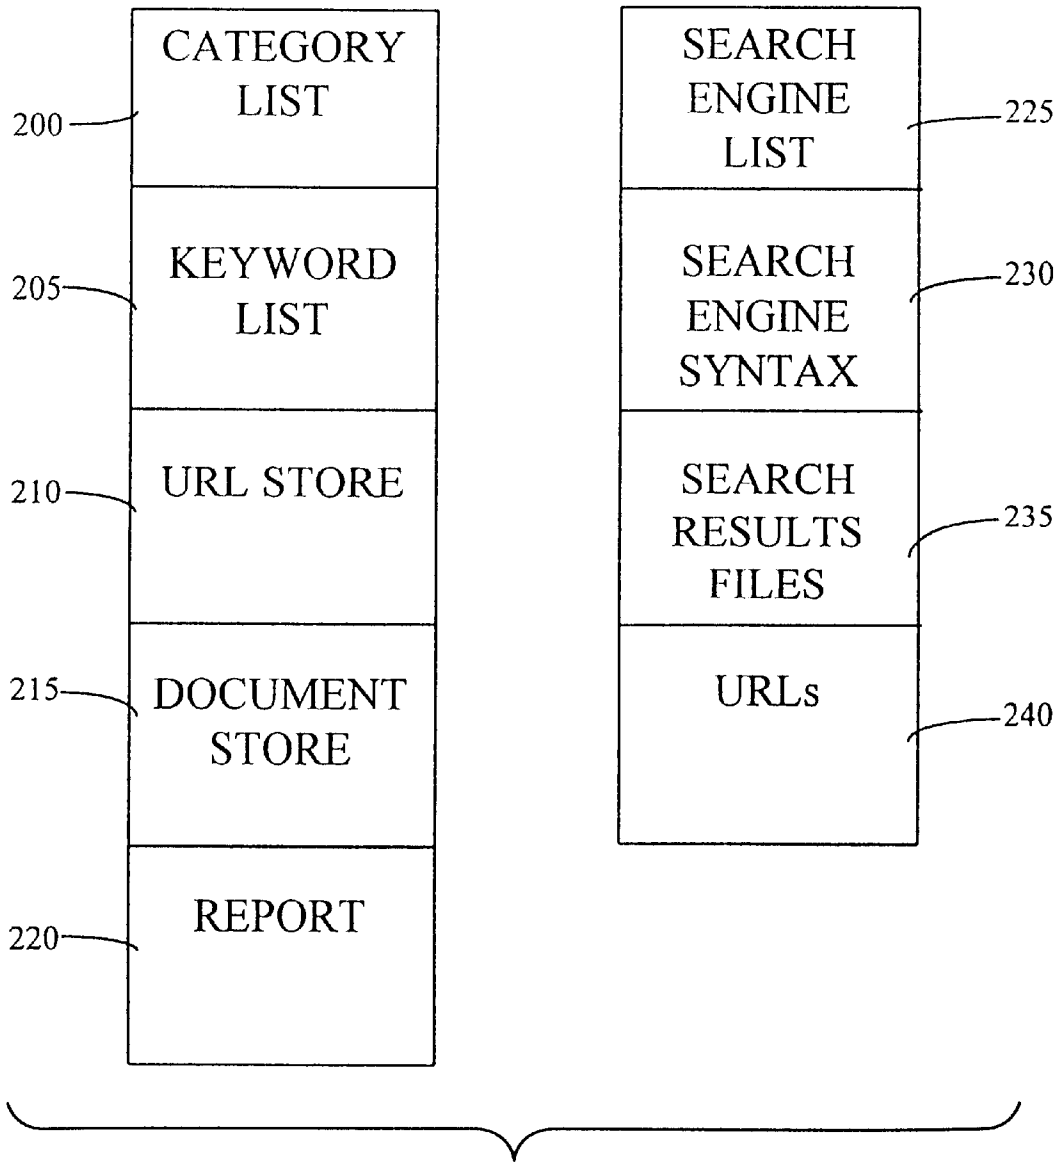 CATEGORY
LIST
200
KEYWORD
LIST
205
URL STORE
210
DOCUMENT
STORE
215
REPORT
220
SEARCH
ENGINE
LIST
225
SEARCH
ENGINE
SYNTAX
230
SEARCH
RESULTS
FILES
235
URLs
240